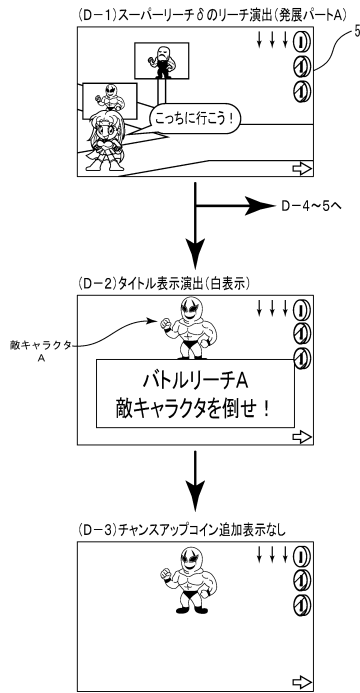 (D-1)スーパーリーチδのリーチ演出(発展パートA)
5
こっちに行こう！
D-4〜5へ
(D-2)タイトル表示演出(白表示)
敵キャラクタ
A
バトルリーチA
敵キャラクタを倒せ！
(D-3)チャンスアップコイン追加表示なし